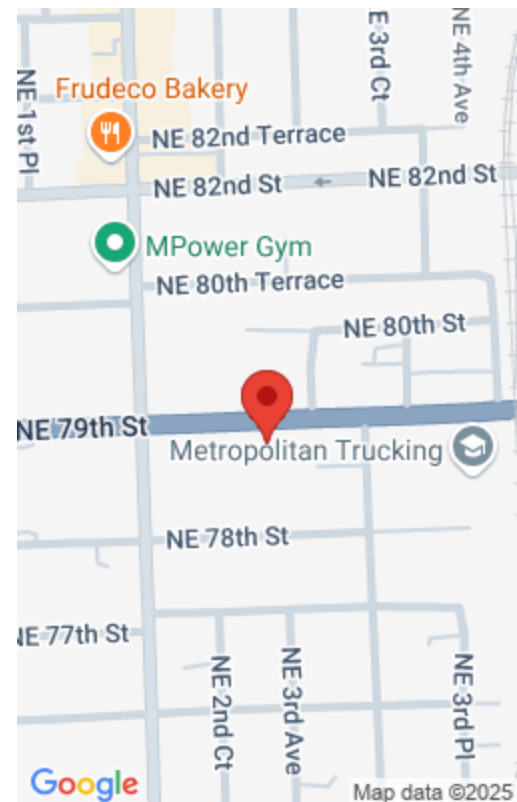 NE 1st Pl
Frudeco Bakery
NE 3rd Ct
NE 4th Ave
NE 82nd Terrace
NE 82nd St
NE 82nd St
MPower Gym
NE 80th Terrace
NE 80th St
NE 79th St
Metropolitan Trucking
NE 78th St
NE 77th St
NE 2nd Ct
NE 3rd Ave
NE 3rd Pl
Google
Map data ©2025